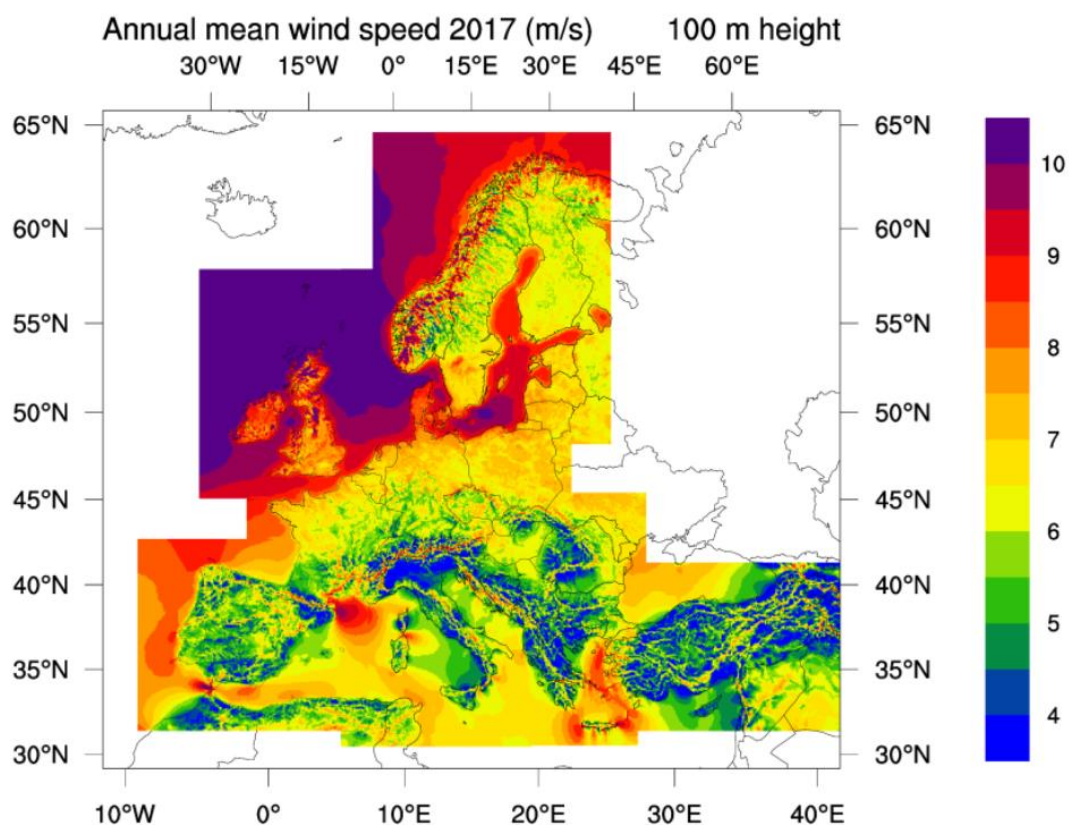 Annual mean wind speed 2017 (m/s) 100 m height
30°W 15°W 0° 15°E 30°E 45°E 60°E
65°N 65°N
10
60°N 60°N
9
55°N 55°N
8
50°N 50°N
7
45°N 45°N
6
40°N 40°N
5
35°N 35°N
4
30°N 30°N
10°W 0° 10°E 20°E 30°E 40°E